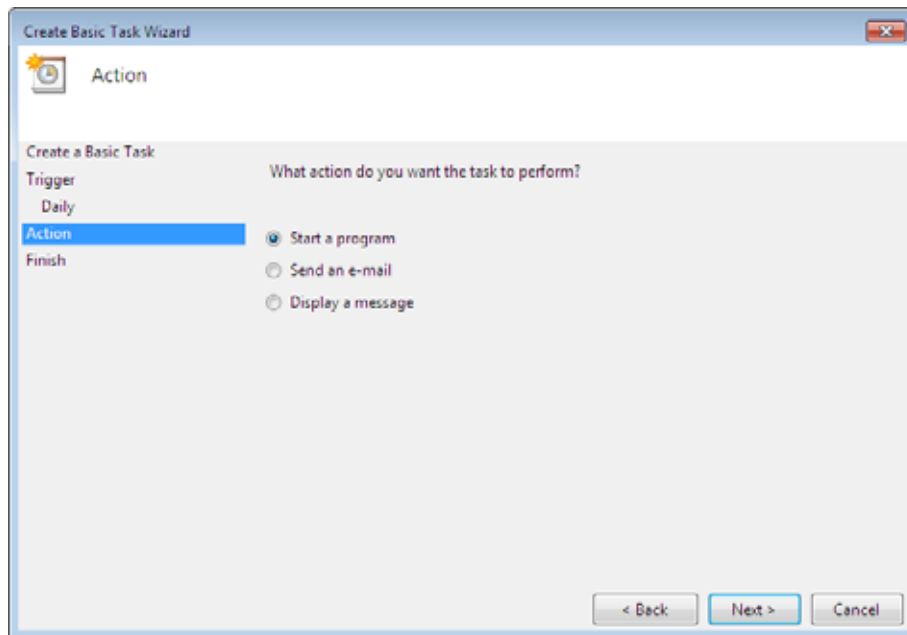 Create Basic Task Wizard
Action
Create a Basic Task
Trigger
Daily
Action
Finish
What action do you want the task to perform?
Start a program
Send an e-mail
Display a message
< Back
Next >
Cancel